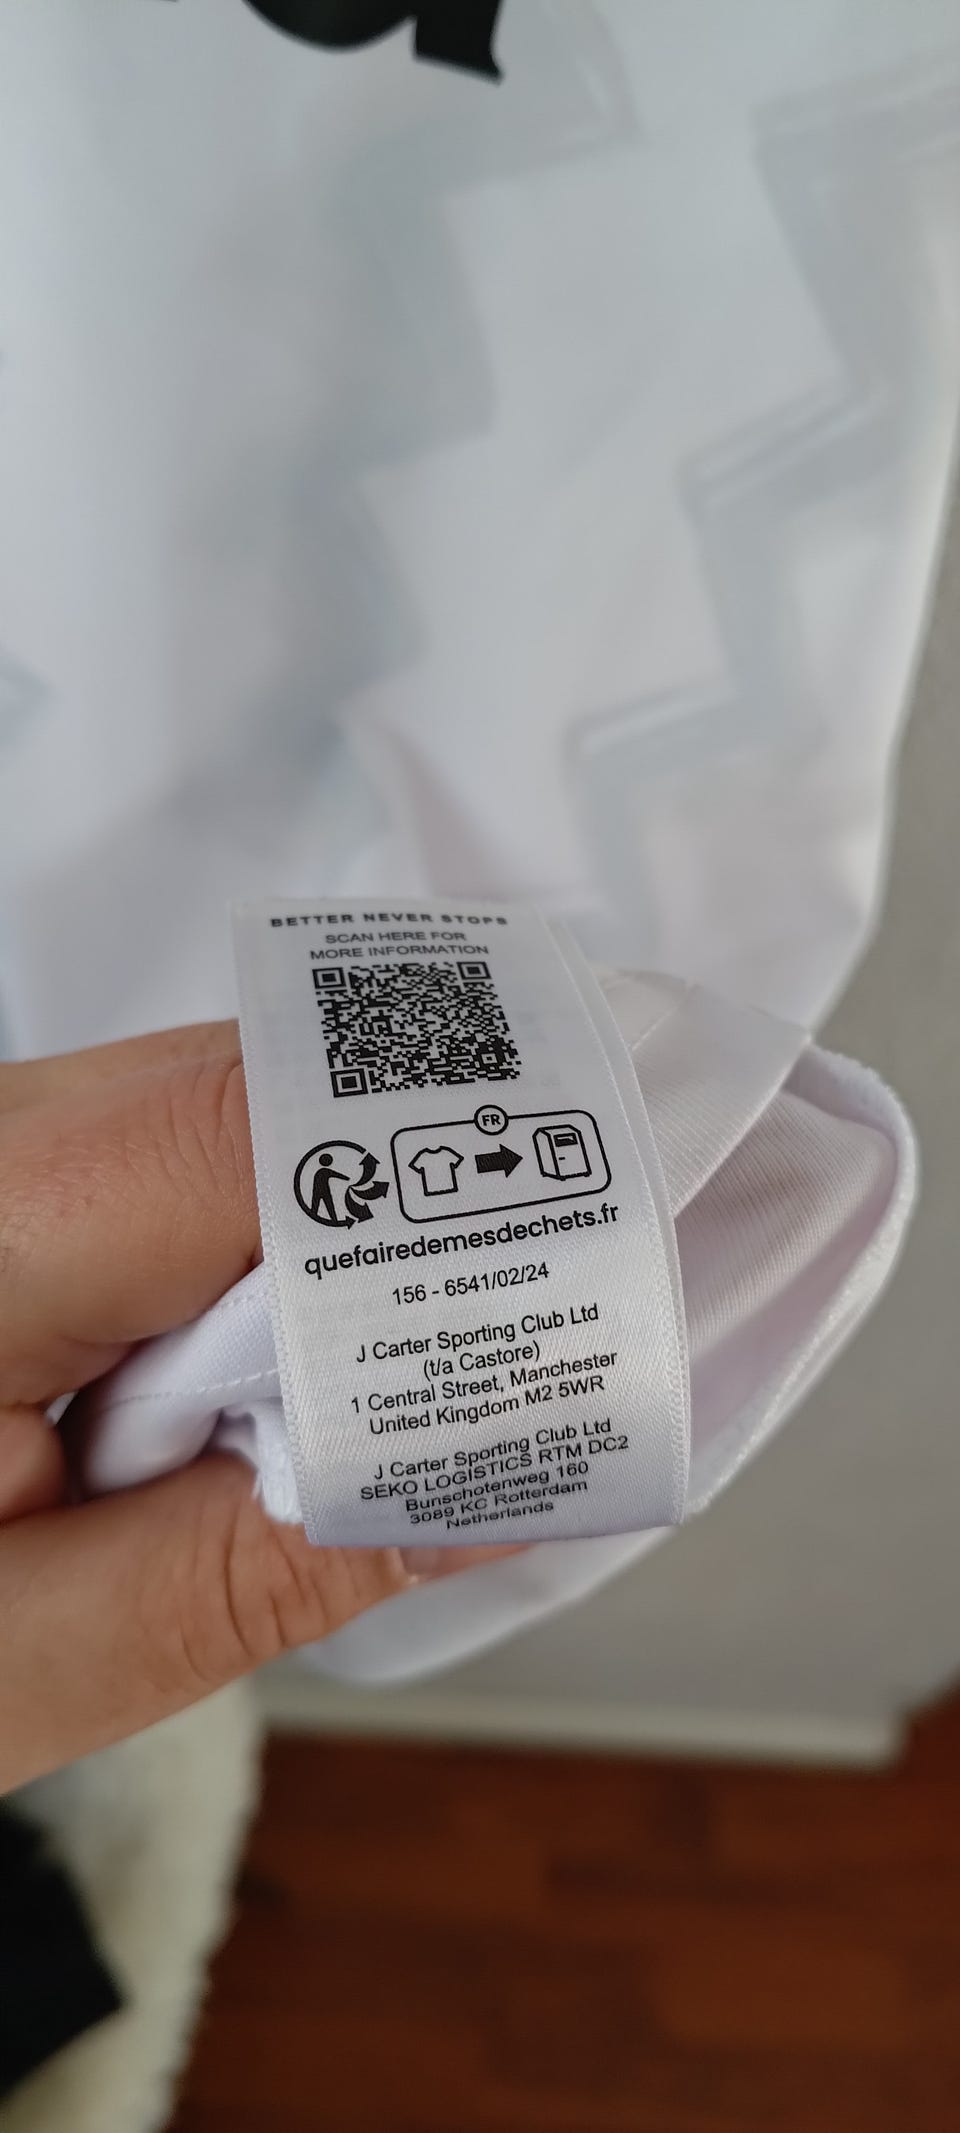 BETTER NEVER STOPS
SCAN HERE FOR
MORE INFORMATION
FR
quefairedemesdechets.fr
156 - 6541/02/24
J Carter Sporting Club Ltd
(t/a Castore)
1 Central Street, Manchester
United Kingdom M2 5WR
J Carter Sporting Club Ltd
SEKO LOGISTICS RTM DC2
Bunschotenweg 160
3089 KC Rotterdam
Netherlands